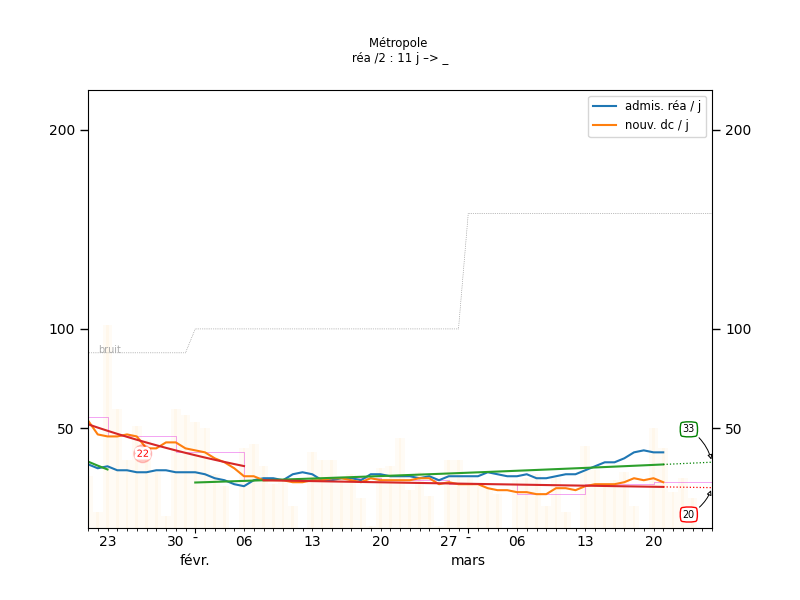 Métropole
réa /2 : 11 j –> _
admis. réa / j
nouv. dc / j
200
200
100
100
bruit
50
50
33
22
20
23
30
-
06
13
20
27
-
06
13
20
févr.
mars